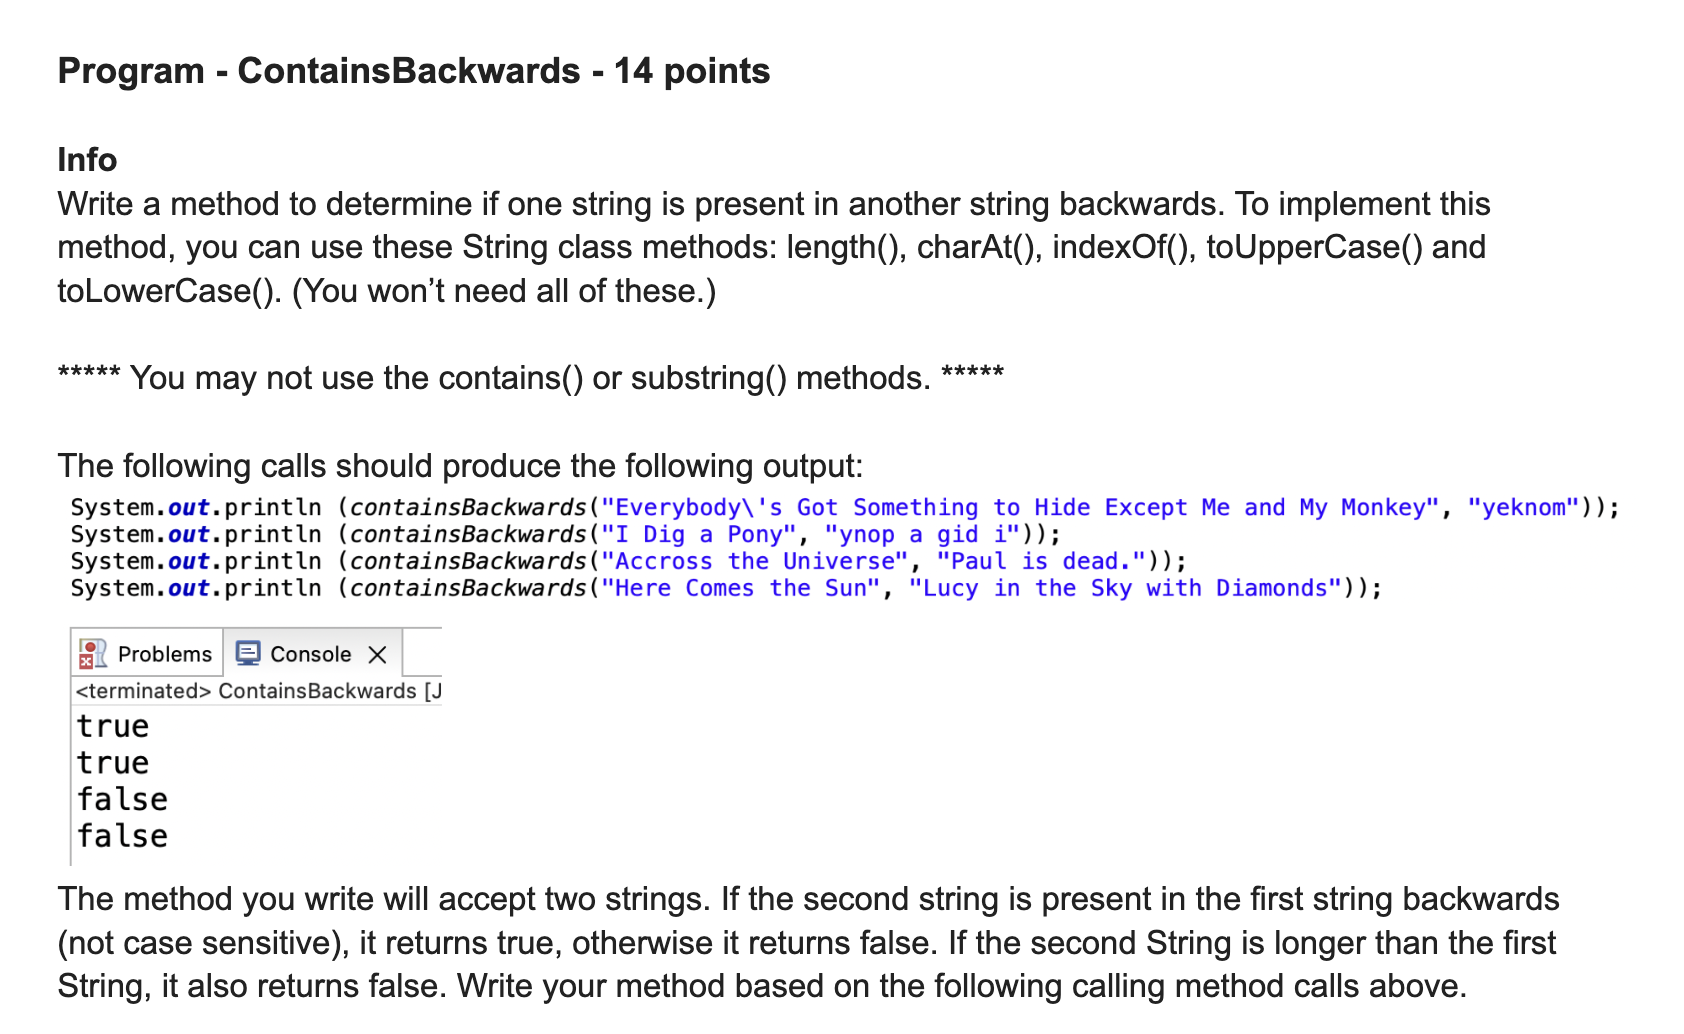 Program - ContainsBackwards - 14 points
Info
Write a method to determine if one string is present in another string backwards. To implement this
method, you can use these String class methods: length(), charAt(), indexOf(), toUpperCase() and
toLowerCase(). (You won’t need all of these.)
***** You may not use the contains() or substring() methods. *****
The following calls should produce the following output:
System.out.println (containsBackwards("Everybody\'s Got Something to Hide Except Me and My Monkey", "yeknom"));
System.out.println (containsBackwards("I Dig a Pony", "ynop a gid i"));
System.out.println (containsBackwards("Accross the Universe", "Paul is dead."));
System.out.println (containsBackwards("Here Comes the Sun", "Lucy in the Sky with Diamonds"));
Problems Console
<terminated> ContainsBackwards [J
true
true
false
false
The method you write will accept two strings. If the second string is present in the first string backwards
(not case sensitive), it returns true, otherwise it returns false. If the second String is longer than the first
String, it also returns false. Write your method based on the following calling method calls above.